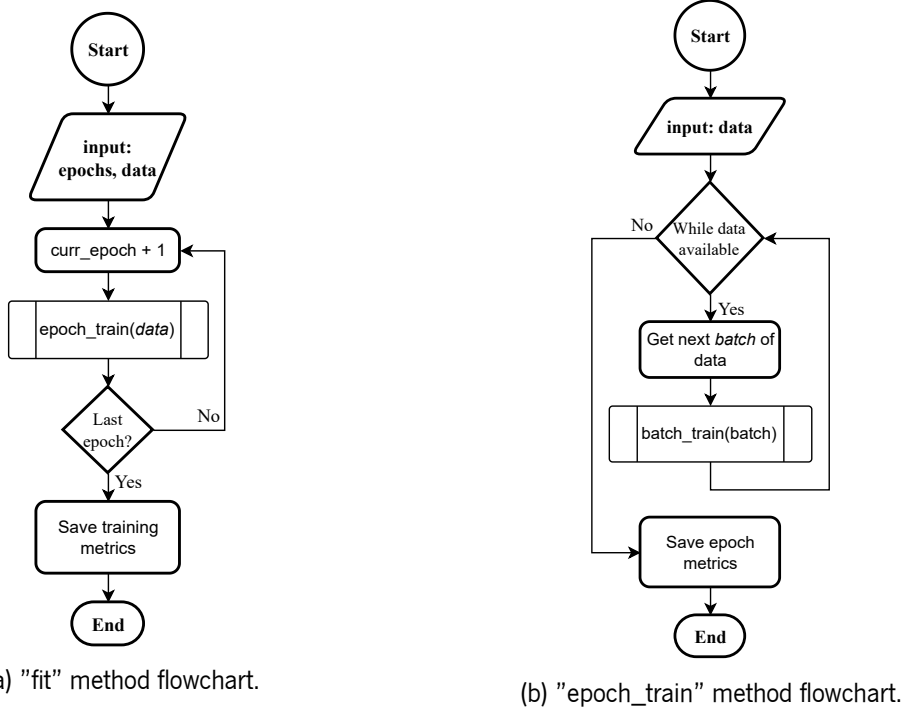 Start
input:
epochs, data
curr_epoch + 1
epoch_train(data)
Last
epoch?
No
Yes
Save training
metrics
End
a) ”fit” method flowchart.
Start
input: data
While data
available
No
Yes
Get next batch of
data
batch_train(batch)
Save epoch
metrics
End
(b) ”epoch_train” method flowchart.